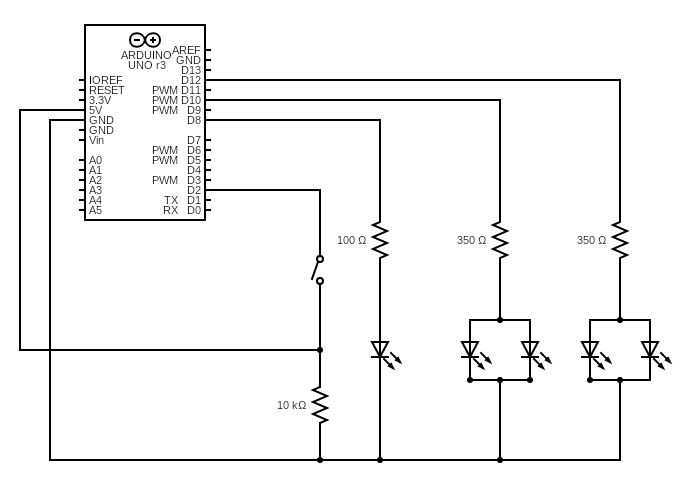 ARDUINO
UNO r3
AREF
GND
D13
IOREF D12
RESET PWM D11
3.3V PWM D10
5V PWM D9
GND D8
GND
Vin D7
PWM D6
A0 PWM D5
A1 D4
A2 PWM D3
A3 D2
A4 TX D1
A5 RX D0
100 Ω
350 Ω
350 Ω
10 kΩ